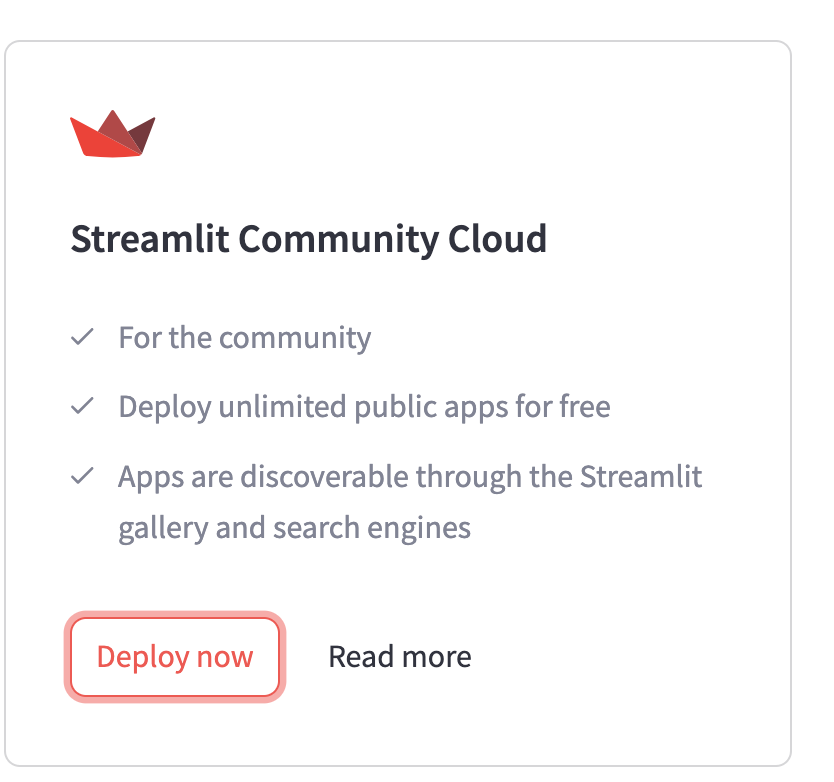 Streamlit Community Cloud
For the community
Deploy unlimited public apps for free
Apps are discoverable through the Streamlit
gallery and search engines
Deploy now
Read more